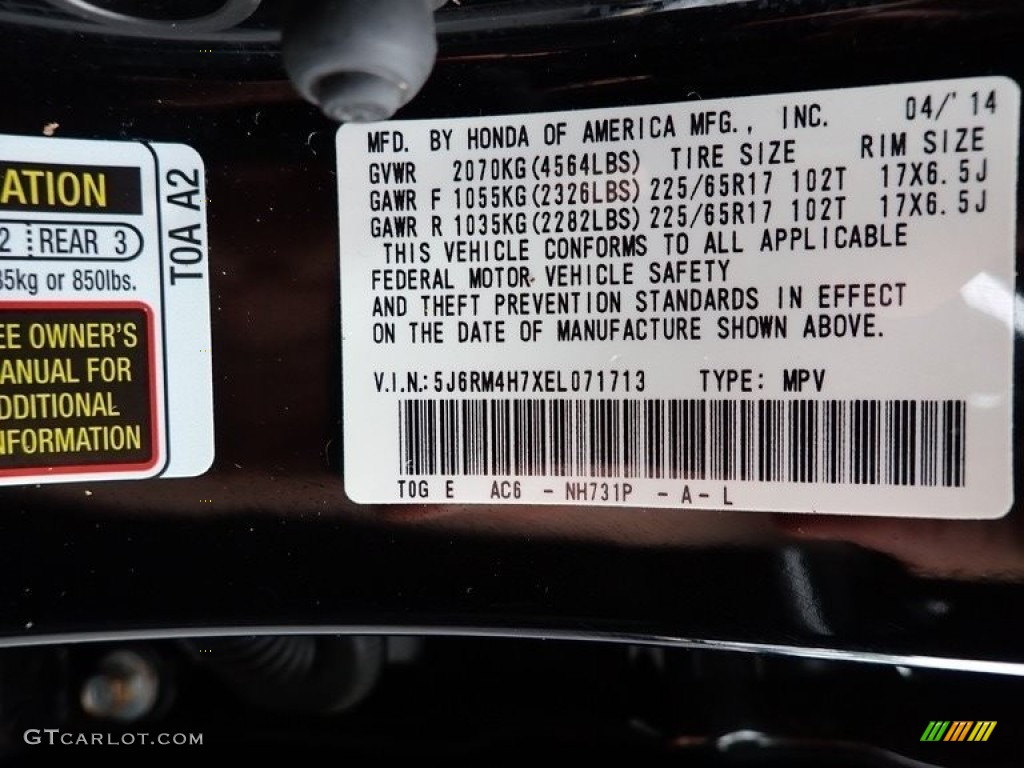 ATION
2 REAR 3
35kg or 850lbs.
EE OWNER'S
ANUAL FOR
DDITIONAL
NFORMATION
T0A A2
MFD. BY HONDA OF AMERICA MFG., INC. 04/'14
GVWR 2070KG(4564LBS) TIRE SIZE RIM SIZE
GAWR F 1055KG(2326LBS) 225/65R17 102T 17X6.5J
GAWR R 1035KG(2282LBS) 225/65R17 102T 17X6.5J
THIS VEHICLE CONFORMS TO ALL APPLICABLE
FEDERAL MOTOR VEHICLE SAFETY
AND THEFT PREVENTION STANDARDS IN EFFECT
ON THE DATE OF MANUFACTURE SHOWN ABOVE.
V.I.N.: 5J6RM4H7XEL071713 TYPE: MPV
T0G E AC6 - NH731P - A - L
GTCARLOT.COM